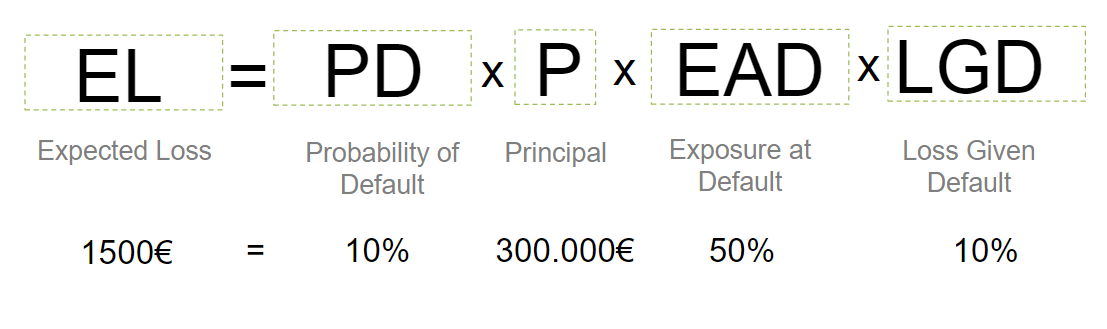 EL = PD x P x EAD x LGD
Expected Loss
Probability of
Default
Principal
Exposure at
Default
Loss Given
Default
1500€ = 10% 300.000€ 50% 10%